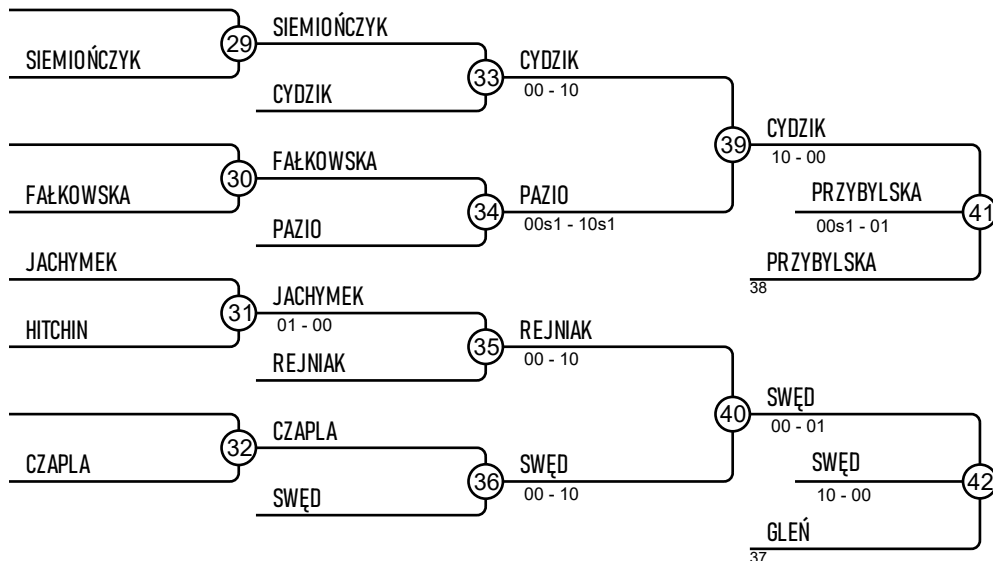 SIEMIOŃCZYK
29
SIEMIOŃCZYK
CYDZIK
33
CYDZIK
00 - 10
FAŁKOWSKA
30
FAŁKOWSKA
PAZIO
34
PAZIO
00s1 - 10s1
39
CYDZIK
10 - 00
PRZYBYLSKA
00s1 - 01
41
PRZYBYLSKA
38
JACHYMEK
HITCHIN
31
JACHYMEK
01 - 00
REJNIAK
35
REJNIAK
00 - 10
CZAPLA
32
CZAPLA
SWĘD
36
SWĘD
00 - 10
40
SWĘD
00 - 01
SWĘD
10 - 00
42
GLEŃ
37